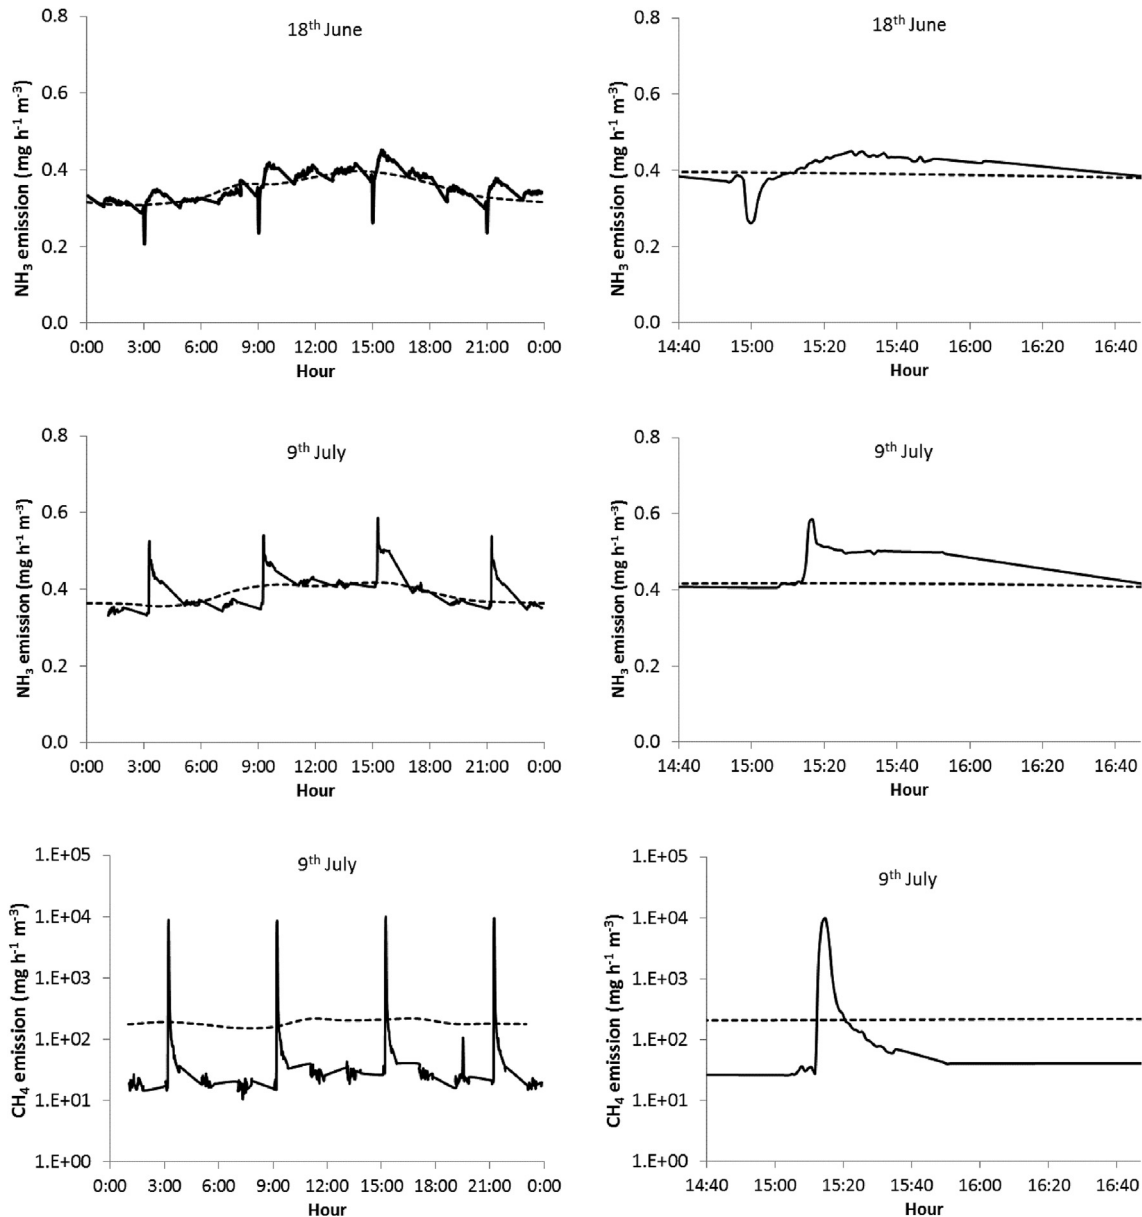 18th June
NH3 emission (mg h-1 m-3)
0.8
0.6
0.4
0.2
0.0
0:00 3:00 6:00 9:00 12:00 15:00 18:00 21:00 0:00
Hour
18th June
NH3 emission (mg h-1 m-3)
0.8
0.6
0.4
0.2
0.0
14:40 15:00 15:20 15:40 16:00 16:20 16:40
Hour
9th July
NH3 emission (mg h-1 m-3)
0.8
0.6
0.4
0.2
0.0
0:00 3:00 6:00 9:00 12:00 15:00 18:00 21:00 0:00
Hour
9th July
NH3 emission (mg h-1 m-3)
0.8
0.6
0.4
0.2
0.0
14:40 15:00 15:20 15:40 16:00 16:20 16:40
Hour
9th July
CH4 emission (mg h-1 m-3)
1.E+05
1.E+04
1.E+03
1.E+02
1.E+01
1.E+00
0:00 3:00 6:00 9:00 12:00 15:00 18:00 21:00 0:00
Hour
9th July
CH4 emission (mg h-1 m-3)
1.E+05
1.E+04
1.E+03
1.E+02
1.E+01
1.E+00
14:40 15:00 15:20 15:40 16:00 16:20 16:40
Hour